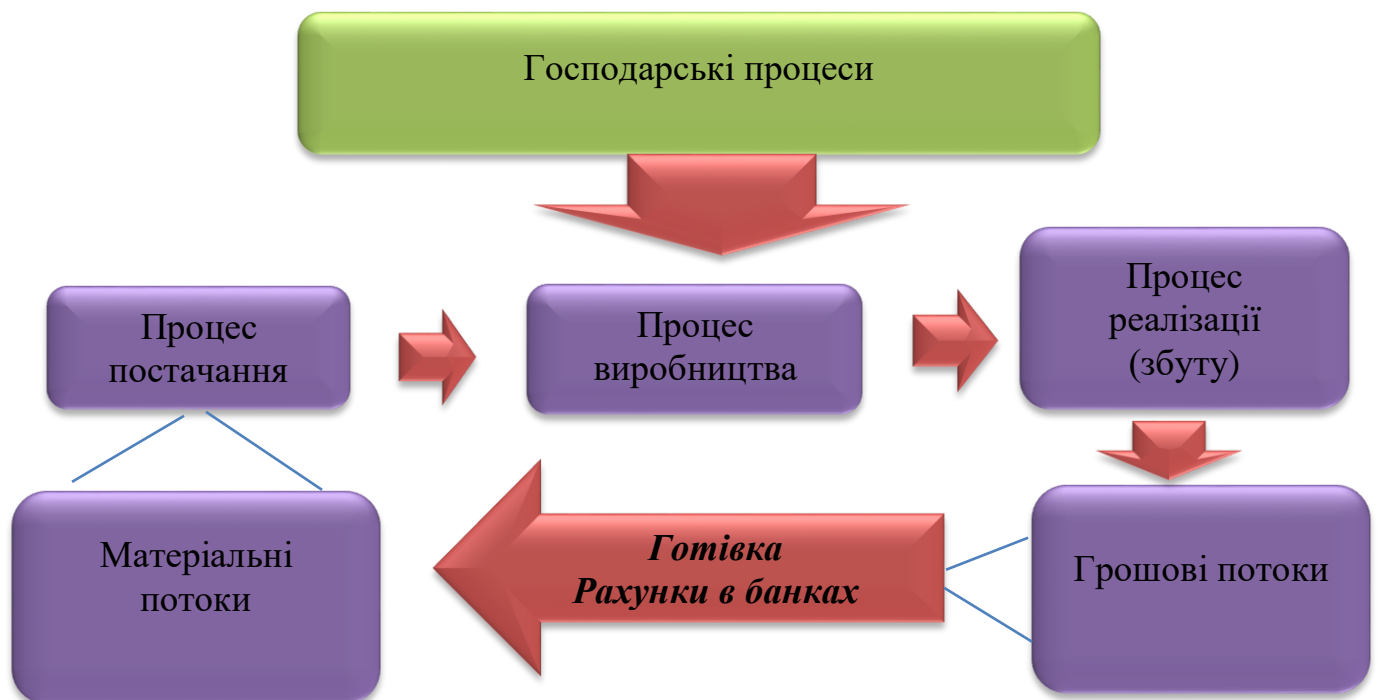 Господарські процеси
Процес
постачання
Процес
виробництва
Процес
реалізації
(збуту)
Матеріальні
потоки
Готівка
Рахунки в банках
Грошові потоки